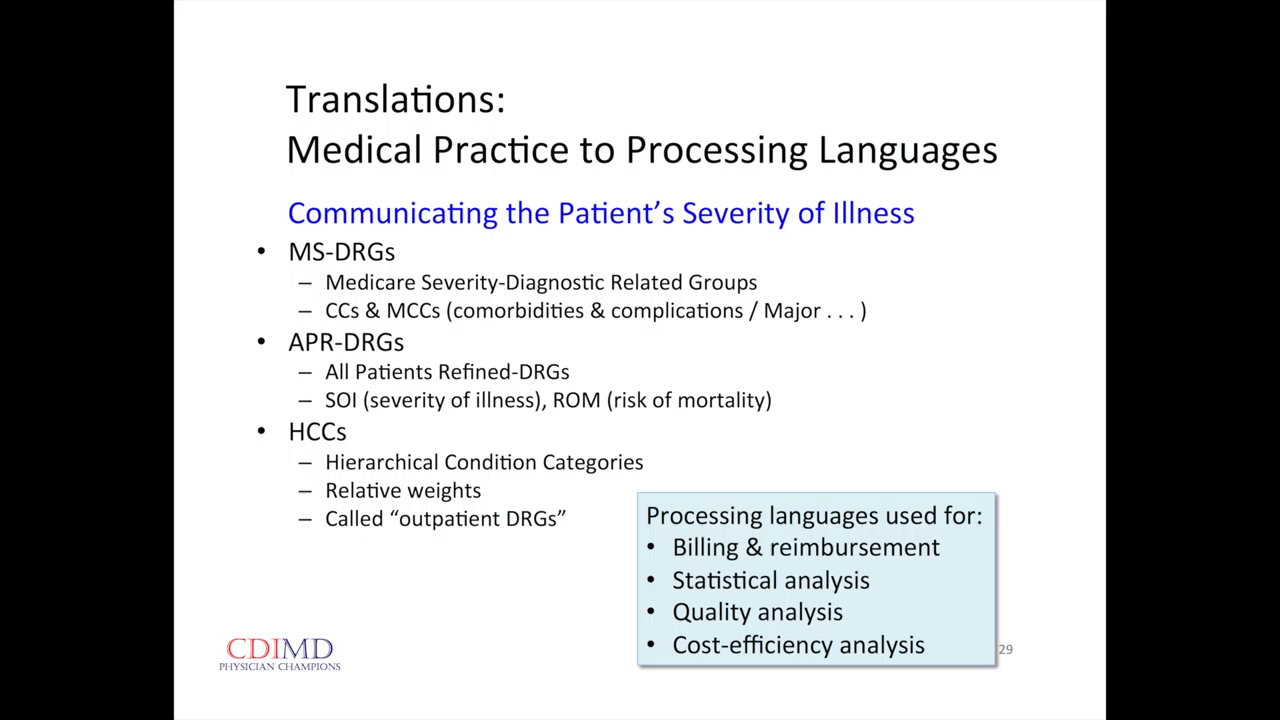 Translations:
Medical Practice to Processing Languages
Communicating the Patient’s Severity of Illness
• MS-DRGs
– Medicare Severity-Diagnostic Related Groups
– CCs & MCCs (comorbidities & complications / Major . . . )
• APR-DRGs
– All Patients Refined-DRGs
– SOI (severity of illness), ROM (risk of mortality)
• HCCs
– Hierarchical Condition Categories
– Relative weights
– Called “outpatient DRGs”
Processing languages used for:
• Billing & reimbursement
• Statistical analysis
• Quality analysis
• Cost-efficiency analysis
CDIMD
PHYSICIAN CHAMPIONS
29